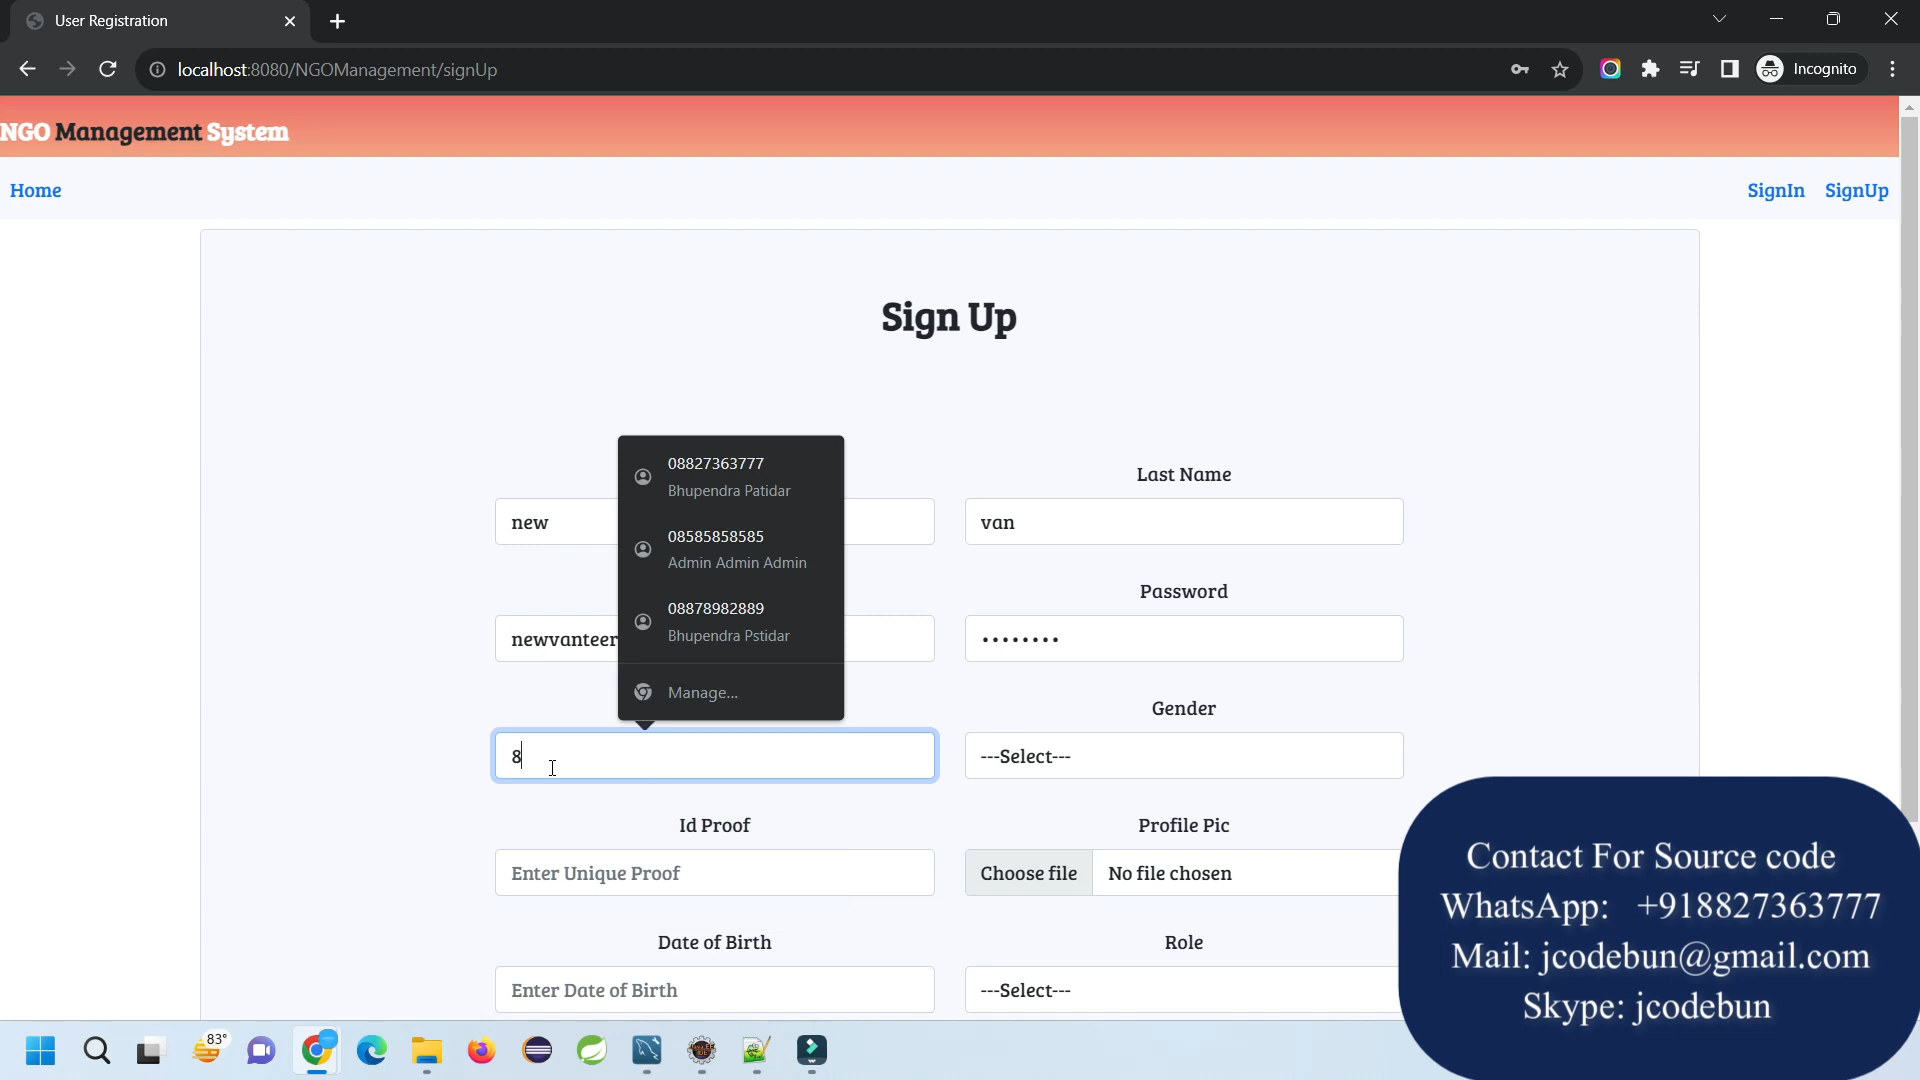 User Registration
localhost:8080/NGOManagement/signUp
Incognito
NGO Management System
Home
SignIn SignUp
Sign Up
08827363777
Bhupendra Patidar
08585858585
Admin Admin Admin
08878982889
Bhupendra Pstidar
Manage...
Last Name
new
van
Password
newvanteer
••••••••
Gender
8
---Select---
Id Proof
Profile Pic
Enter Unique Proof
Choose file No file chosen
Date of Birth
Role
Enter Date of Birth
---Select---
Contact For Source code
WhatsApp: +918827363777
Mail: jcodebun@gmail.com
Skype: jcodebun
83°